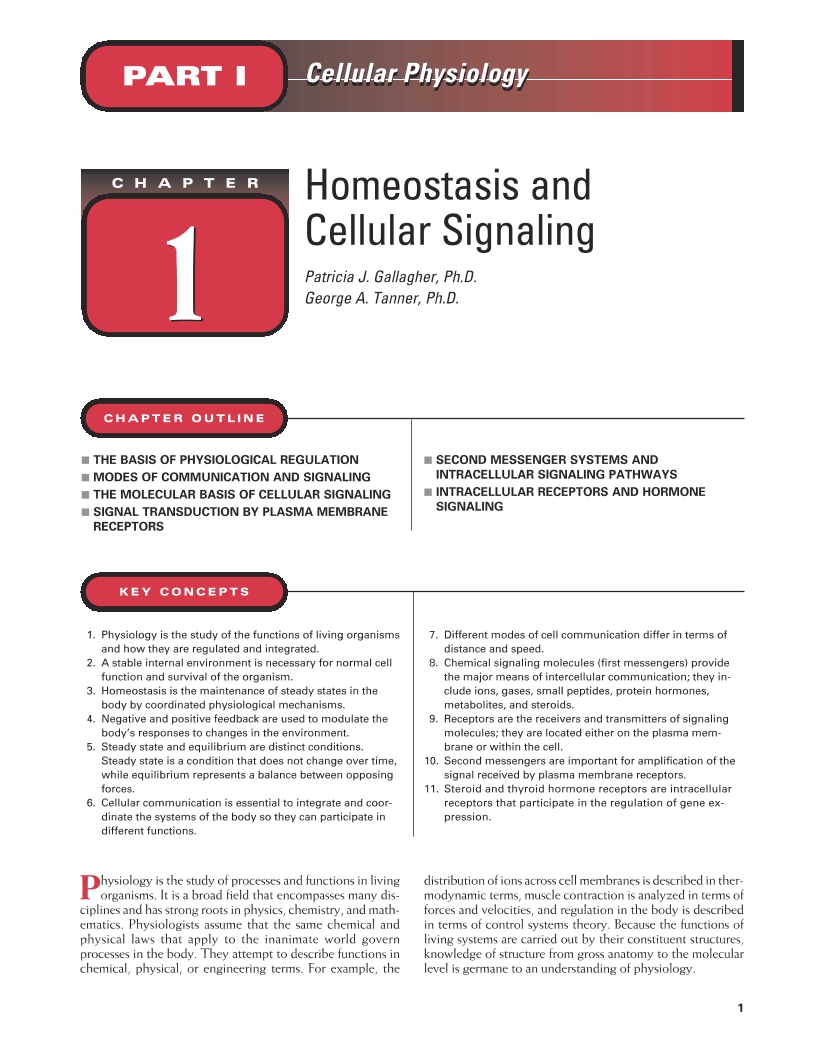 PART I
Cellular Physiology
CHAPTER
1
Homeostasis and
Cellular Signaling
Patricia J. Gallagher, Ph.D.
George A. Tanner, Ph.D.
CHAPTER OUTLINE
■ THE BASIS OF PHYSIOLOGICAL REGULATION
■ MODES OF COMMUNICATION AND SIGNALING
■ THE MOLECULAR BASIS OF CELLULAR SIGNALING
■ SIGNAL TRANSDUCTION BY PLASMA MEMBRANE
RECEPTORS
■ SECOND MESSENGER SYSTEMS AND
INTRACELLULAR SIGNALING PATHWAYS
■ INTRACELLULAR RECEPTORS AND HORMONE
SIGNALING
KEY CONCEPTS
1. Physiology is the study of the functions of living organisms
and how they are regulated and integrated.
2. A stable internal environment is necessary for normal cell
function and survival of the organism.
3. Homeostasis is the maintenance of steady states in the
body by coordinated physiological mechanisms.
4. Negative and positive feedback are used to modulate the
body's responses to changes in the environment.
5. Steady state and equilibrium are distinct conditions.
Steady state is a condition that does not change over time,
while equilibrium represents a balance between opposing
forces.
6. Cellular communication is essential to integrate and coor-
dinate the systems of the body so they can participate in
different functions.
7. Different modes of cell communication differ in terms of
distance and speed.
8. Chemical signaling molecules (first messengers) provide
the major means of intercellular communication; they in-
clude ions, gases, small peptides, protein hormones,
metabolites, and steroids.
9. Receptors are the receivers and transmitters of signaling
molecules; they are located either on the plasma mem-
brane or within the cell.
10. Second messengers are important for amplification of the
signal received by plasma membrane receptors.
11. Steroid and thyroid hormone receptors are intracellular
receptors that participate in the regulation of gene ex-
pression.
Physiology is the study of processes and functions in living
organisms. It is a broad field that encompasses many dis-
ciplines and has strong roots in physics, chemistry, and math-
ematics. Physiologists assume that the same chemical and
physical laws that apply to the inanimate world govern
processes in the body. They attempt to describe functions in
chemical, physical, or engineering terms. For example, the
distribution of ions across cell membranes is described in ther-
modynamic terms, muscle contraction is analyzed in terms of
forces and velocities, and regulation in the body is described
in terms of control systems theory. Because the functions of
living systems are carried out by their constituent structures,
knowledge of structure from gross anatomy to the molecular
level is germane to an understanding of physiology.
1